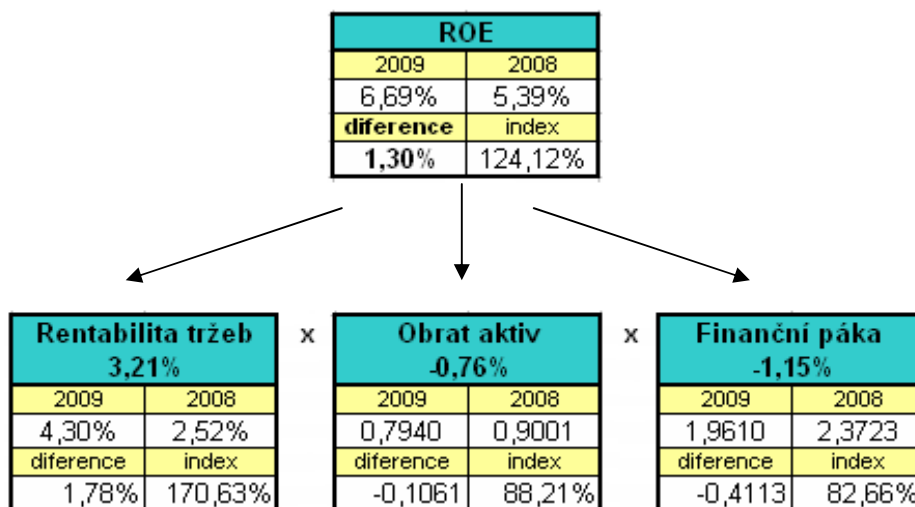 ROE
2009 2008
6,69% 5,39%
diference index
1,30% 124,12%
Rentabilita tržeb x Obrat aktiv x Finanční páka
3,21% -0,76% -1,15%
2009 2008 2009 2008 2009 2008
4,30% 2,52% 0,7940 0,9001 1,9610 2,3723
diference index diference index diference index
1,78% 170,63% -0,1061 88,21% -0,4113 82,66%